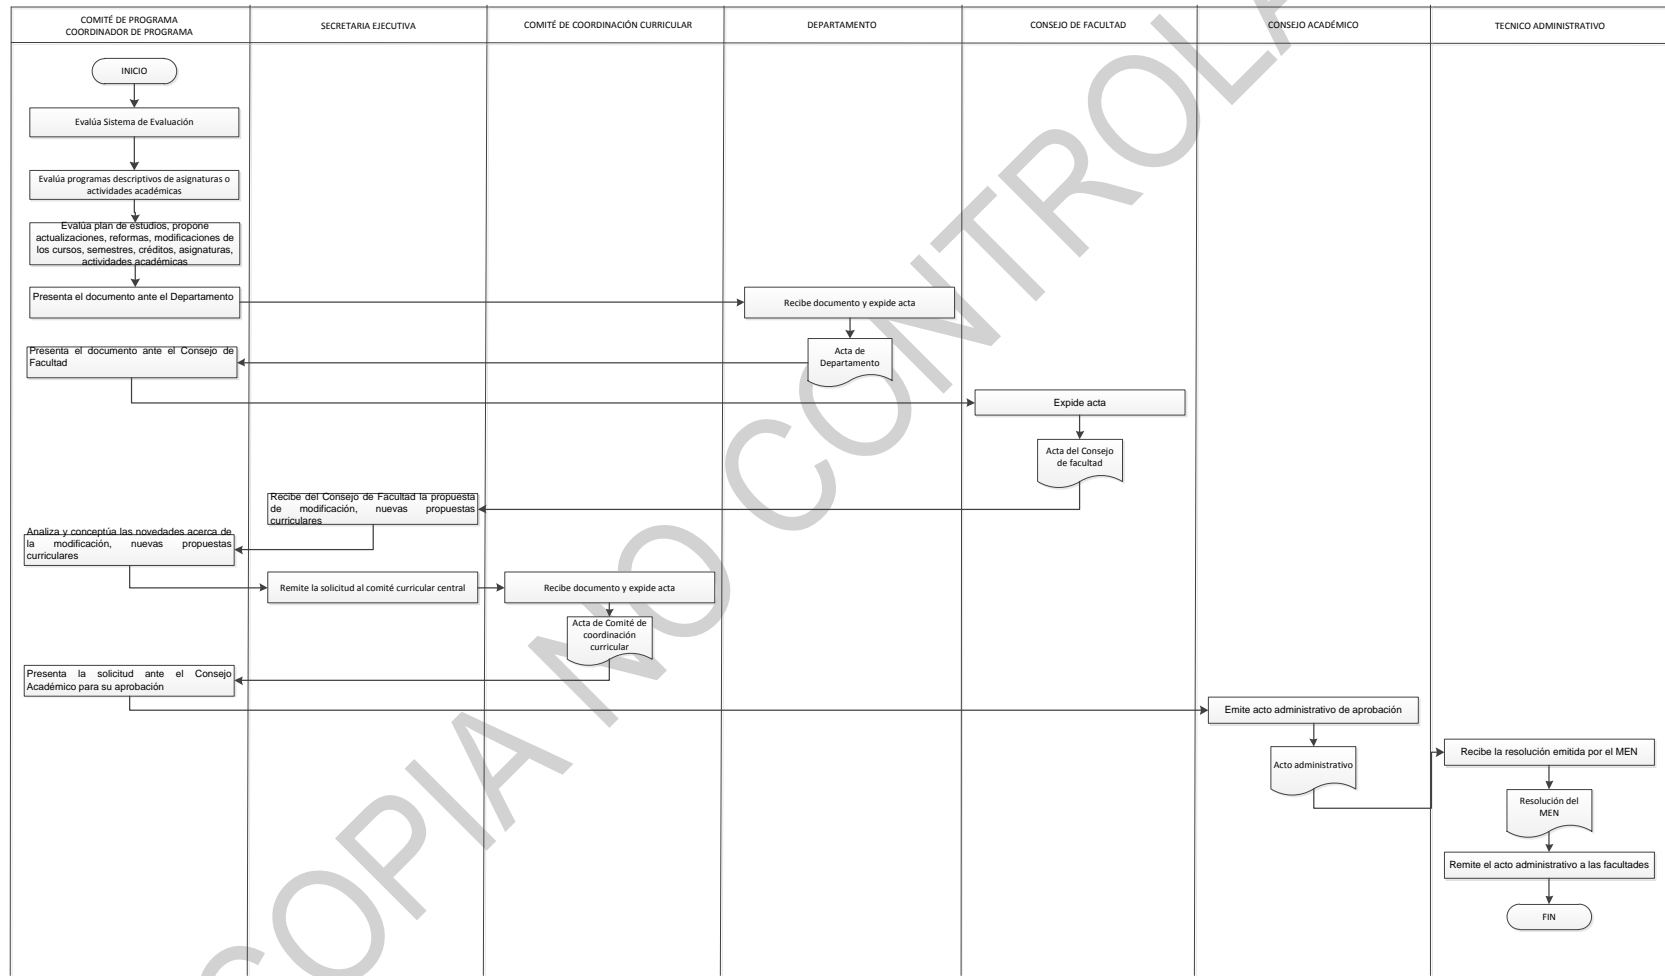 COMITÉ DE PROGRAMA
COORDINADOR DE PROGRAMA
SECRETARIA EJECUTIVA
COMITÉ DE COORDINACIÓN CURRICULAR
DEPARTAMENTO
CONSEJO DE FACULTAD
CONSEJO ACADÉMICO
TECNICO ADMINISTRATIVO
INICIO
Evalúa Sistema de Evaluación
Evalúa programas descriptivos de asignaturas o
actividades académicas
Evalúa plan de estudios, propone
actualizaciones, reformas, modificaciones de
los cursos, semestres, créditos, asignaturas,
actividades académicas
Presenta el documento ante el Departamento
Recibe documento y expide acta
Acta de
Departamento
Presenta el documento ante el Consejo de
Facultad
Expide acta
Acta del Consejo
de facultad
Recibe del Consejo de Facultad la propuesta
de modificación, nuevas propuestas
curriculares
Analiza y conceptúa las novedades acerca de
la modificación, nuevas propuestas
curriculares
Remite la solicitud al comité curricular central
Recibe documento y expide acta
Acta de Comité de
coordinación
curricular
Presenta la solicitud ante el Consejo
Académico para su aprobación
Emite acto administrativo de aprobación
Acto administrativo
Recibe la resolución emitida por el MEN
Resolución del
MEN
Remite el acto administrativo a las facultades
FIN
COPIA NO CONTROLA